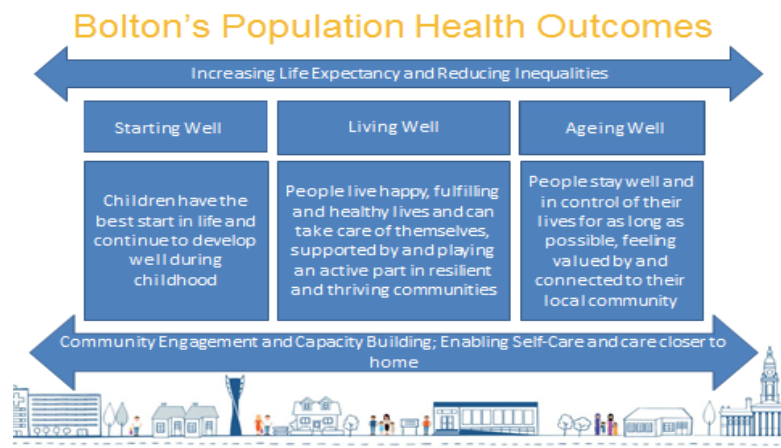 Bolton's Population Health Outcomes
Increasing Life Expectancy and Reducing Inequalities
Starting Well
Living Well
Ageing Well
Children have the
best start in life and
continue to develop
well during
childhood
People live happy, fulfilling
and healthy lives and can
take care of themselves,
supported by and playing
an active part in resilient
and thriving communities
People stay well and
in control of their
lives for as long as
possible, feeling
valued by and
connected to their
local community
Community Engagement and Capacity Building; Enabling Self-Care and care closer to
home